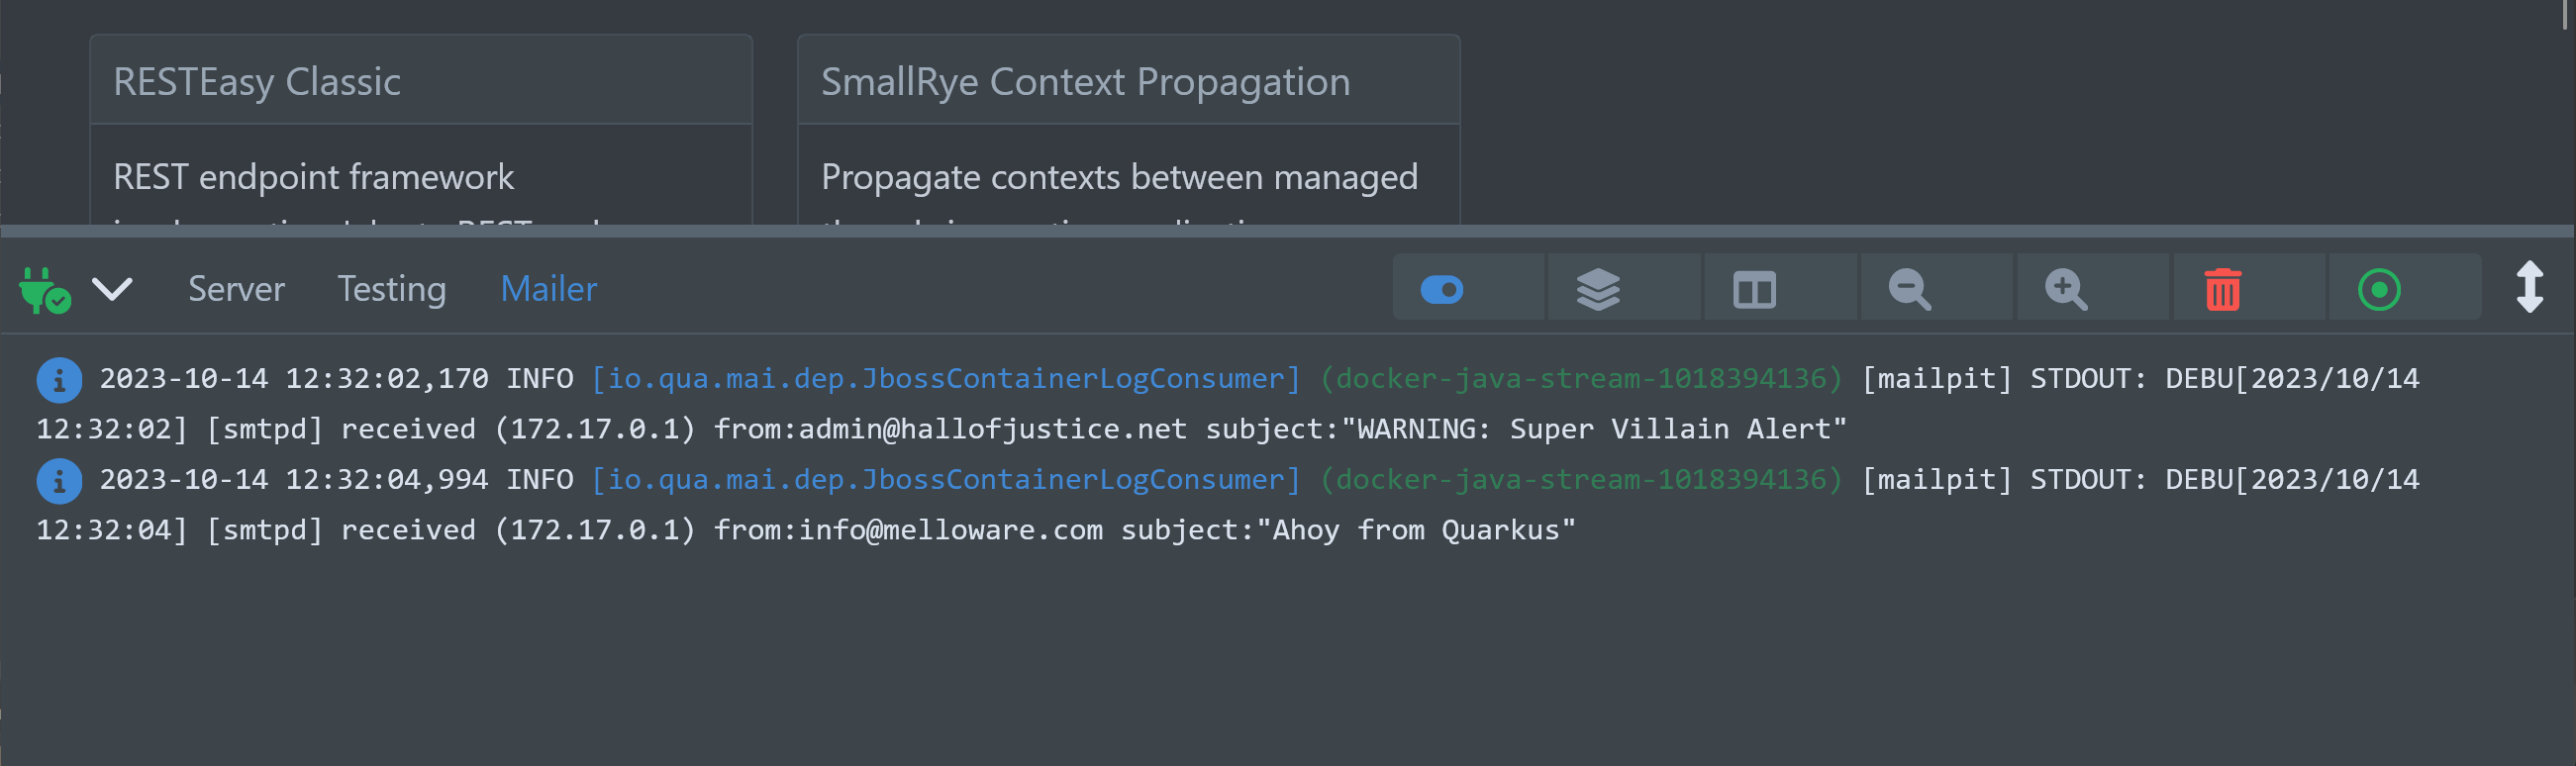 RESTEasy Classic
SmallRye Context Propagation
REST endpoint framework
Propagate contexts between managed
Server Testing Mailer
2023-10-14 12:32:02,170 INFO [io.qua.mai.dep.JbossContainerLogConsumer] (docker-java-stream-1018394136) [mailpit] STDOUT: DEBU[2023/10/14
12:32:02] [smtpd] received (172.17.0.1) from:admin@hallofjustice.net subject:"WARNING: Super Villain Alert"
2023-10-14 12:32:04,994 INFO [io.qua.mai.dep.JbossContainerLogConsumer] (docker-java-stream-1018394136) [mailpit] STDOUT: DEBU[2023/10/14
12:32:04] [smtpd] received (172.17.0.1) from:info@melloware.com subject:"Ahoy from Quarkus"